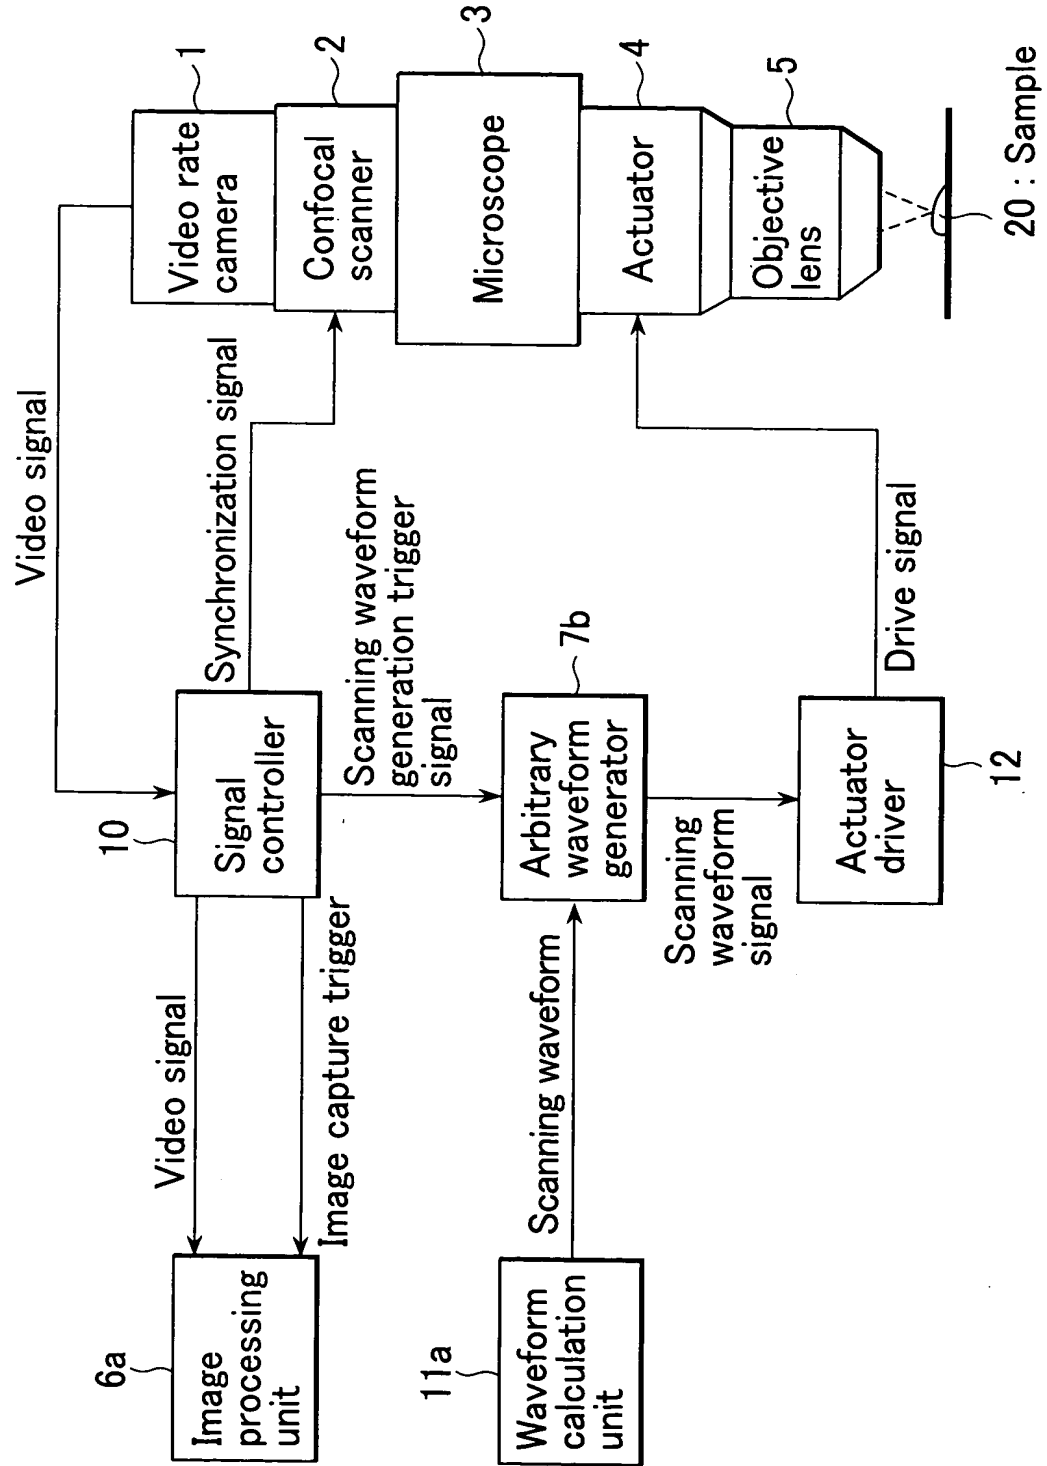 Video signal
Video rate
camera
1
Confocal
scanner
2
Microscope
3
Actuator
4
Objective
lens
5
20 : Sample
Synchronization signal
Signal
controller
10
Scanning waveform
generation trigger
signal
Video signal
Image capture trigger
Image
processing
unit
6a
Arbitrary
waveform
generator
7b
Scanning waveform
Waveform
calculation
unit
11a
Scanning
waveform
signal
Actuator
driver
12
Drive signal